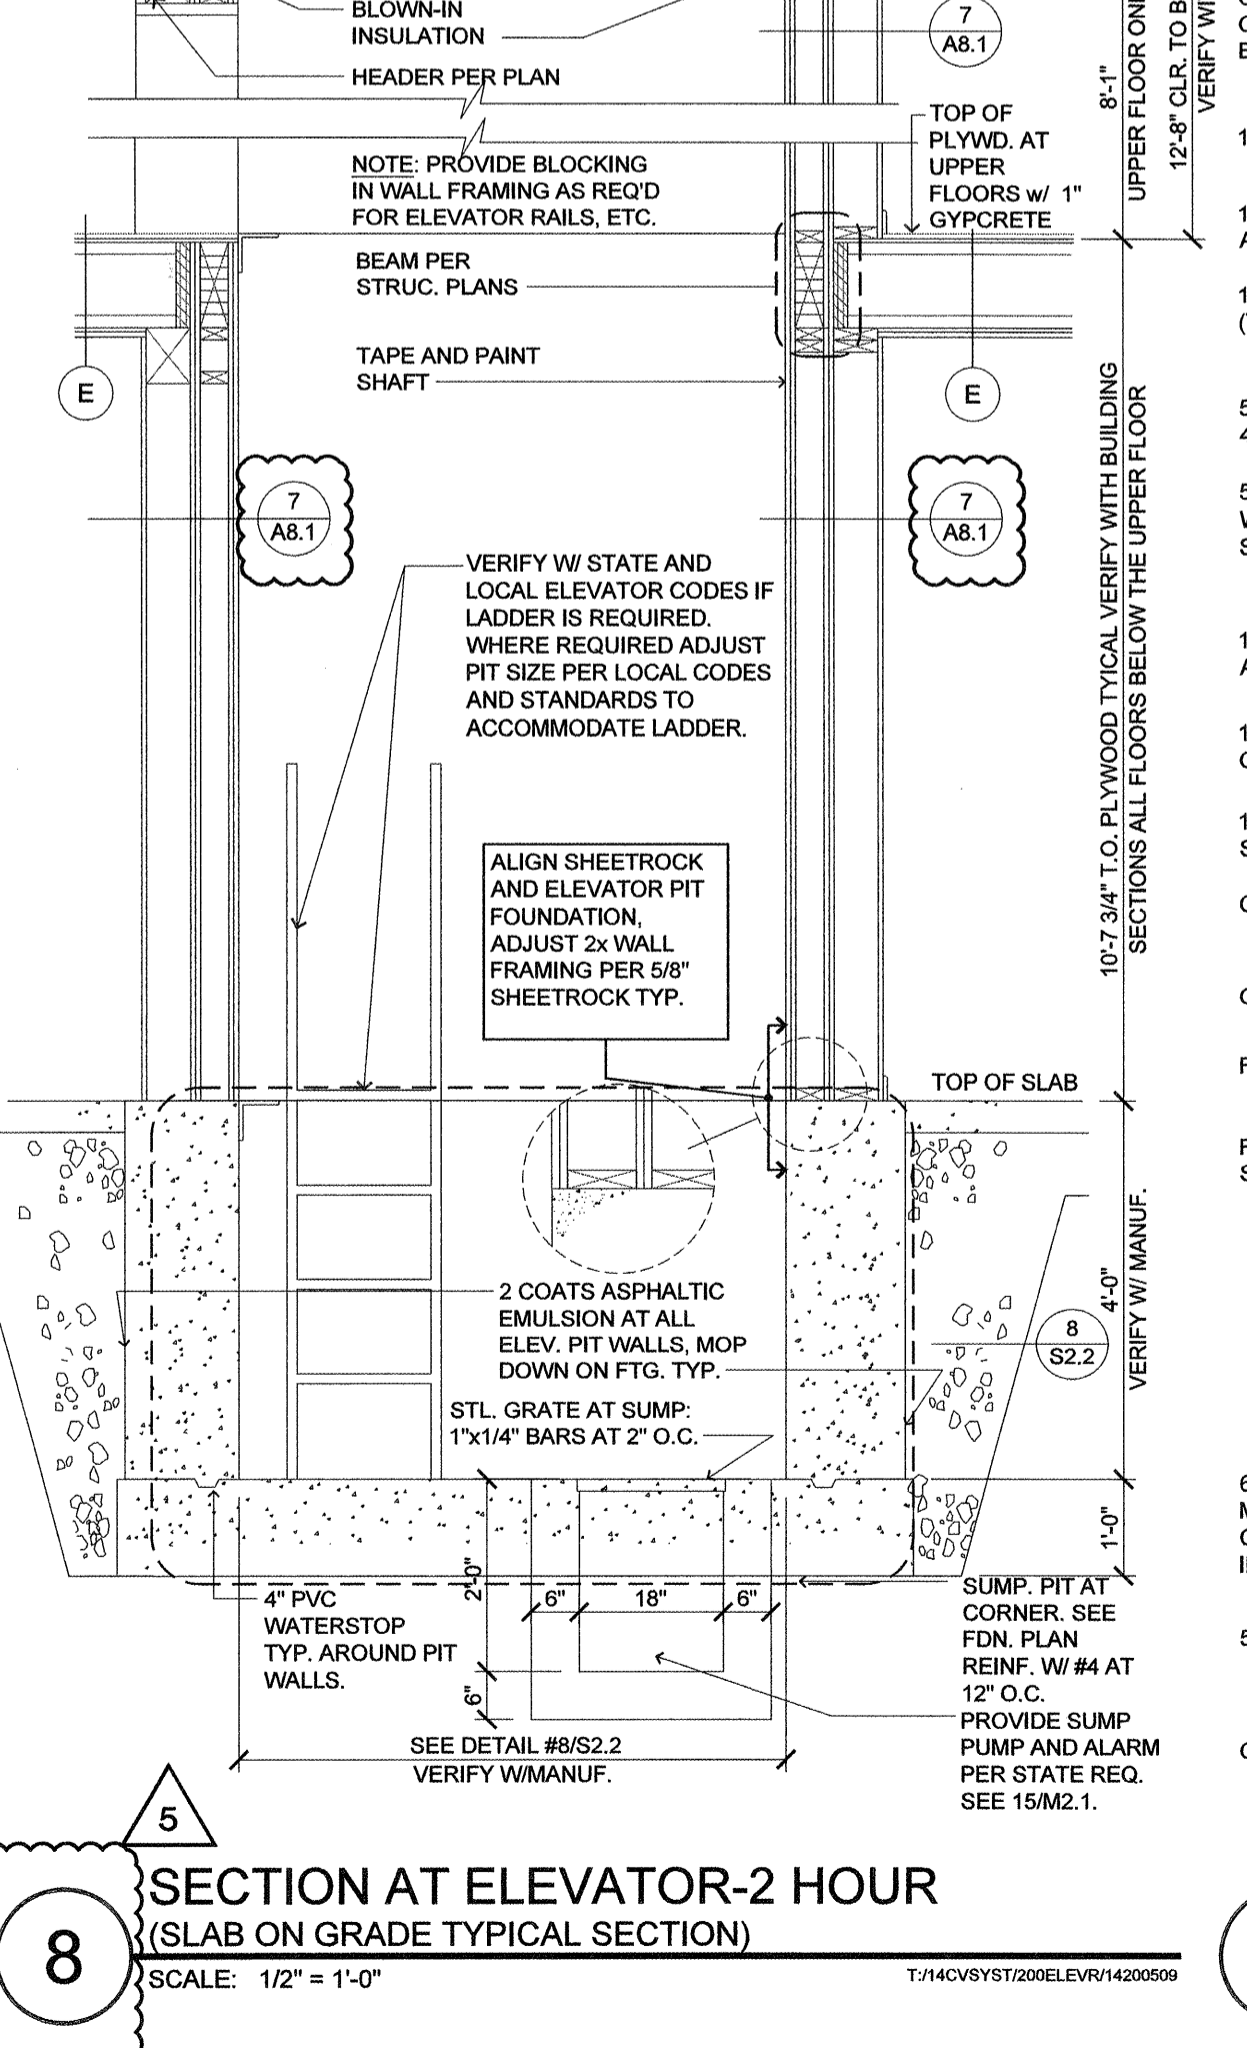 BLOWN-IN
INSULATION
HEADER PER PLAN
7
A8.1
8'-1"
UPPER FLOOR ON
12'-8" CLR. TO B
VERIFY WI
TOP OF
PLYWD. AT
UPPER
FLOORS w/ 1"
GYPCRETE
NOTE: PROVIDE BLOCKING
IN WALL FRAMING AS REQ'D
FOR ELEVATOR RAILS, ETC.
BEAM PER
STRUC. PLANS
TAPE AND PAINT
SHAFT
E
E
7
A8.1
7
A8.1
10'-7 3/4" T.O. PLYWOOD TYICAL VERIFY WITH BUILDING
SECTIONS ALL FLOORS BELOW THE UPPER FLOOR
VERIFY W/ STATE AND
LOCAL ELEVATOR CODES IF
LADDER IS REQUIRED.
WHERE REQUIRED ADJUST
PIT SIZE PER LOCAL CODES
AND STANDARDS TO
ACCOMMODATE LADDER.
ALIGN SHEETROCK
AND ELEVATOR PIT
FOUNDATION,
ADJUST 2x WALL
FRAMING PER 5/8"
SHEETROCK TYP.
TOP OF SLAB
4'-0"
VERIFY W/ MANUF.
8
S2.2
2 COATS ASPHALTIC
EMULSION AT ALL
ELEV. PIT WALLS, MOP
DOWN ON FTG. TYP.
STL. GRATE AT SUMP:
1"x1/4" BARS AT 2" O.C.
1'-0"
2'-0"
6"
18"
6"
6"
4" PVC
WATERSTOP
TYP. AROUND PIT
WALLS.
SUMP. PIT AT
CORNER. SEE
FDN. PLAN
REINF. W/ #4 AT
12" O.C.
PROVIDE SUMP
PUMP AND ALARM
PER STATE REQ.
SEE 15/M2.1.
SEE DETAIL #8/S2.2
VERIFY W/MANUF.
5
8
SECTION AT ELEVATOR-2 HOUR
(SLAB ON GRADE TYPICAL SECTION)
SCALE: 1/2" = 1'-0"
T:/14CVSYST/200ELEVR/14200509